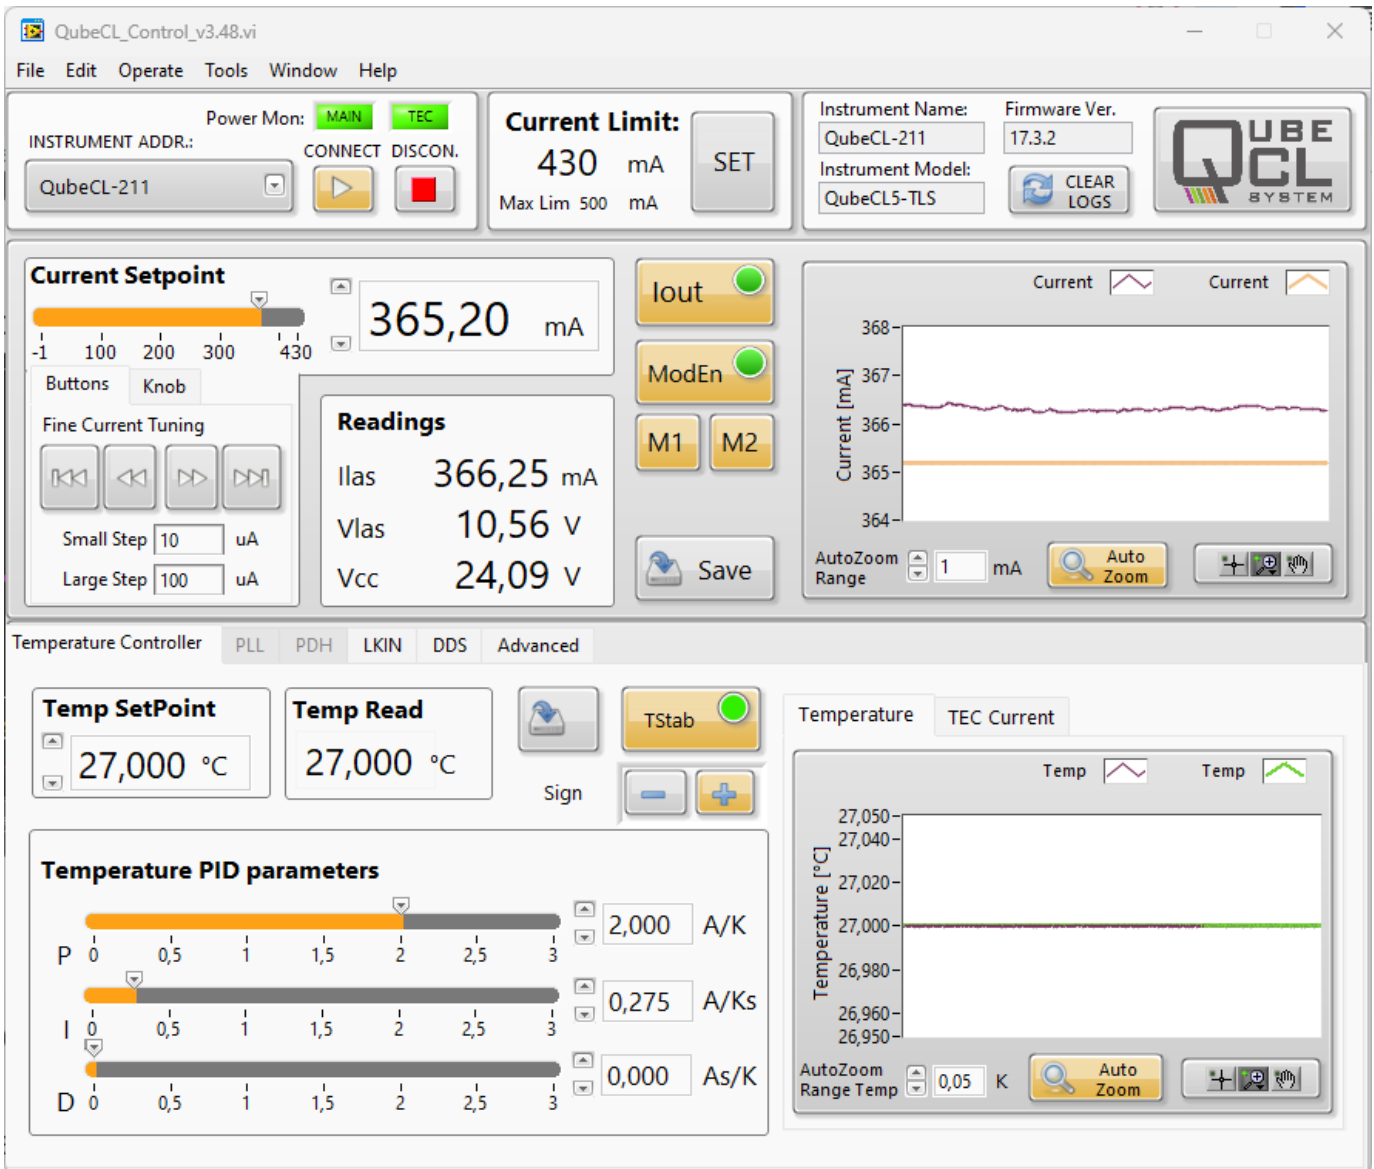 QubeCL_Control_v3.48.vi
File Edit Operate Tools Window Help
Power Mon: MAIN TEC
INSTRUMENT ADDR.:
CONNECT DISCON.
QubeCL-211
Current Limit:
430 mA
Max Lim 500 mA
SET
Instrument Name:
QubeCL-211
Instrument Model:
QubeCL5-TLS
Firmware Ver.
17.3.2
CLEAR
LOGS
QUBE
CL
SYSTEM
Current Setpoint
365,20 mA
-1 100 200 300 430
Buttons Knob
Fine Current Tuning
Small Step 10 uA
Large Step 100 uA
Readings
Ilas 366,25 mA
Vlas 10,56 V
Vcc 24,09 V
Iout
ModEn
M1 M2
Save
Current Current
Current [mA]
368
367
366
365
364
AutoZoom
Range 1 mA
Auto
Zoom
Temperature Controller PLL PDH LKIN DDS Advanced
Temp SetPoint
27,000 °C
Temp Read
27,000 °C
TStab
Sign
Temperature PID parameters
P 0 0,5 1 1,5 2 2,5 3 2,000 A/K
I 0 0,5 1 1,5 2 2,5 3 0,275 A/Ks
D 0 0,5 1 1,5 2 2,5 3 0,000 As/K
Temperature TEC Current
Temp Temp
Temperature [°C]
27,050
27,040
27,020
27,000
26,980
26,960
26,950
AutoZoom
Range Temp 0,05 K
Auto
Zoom